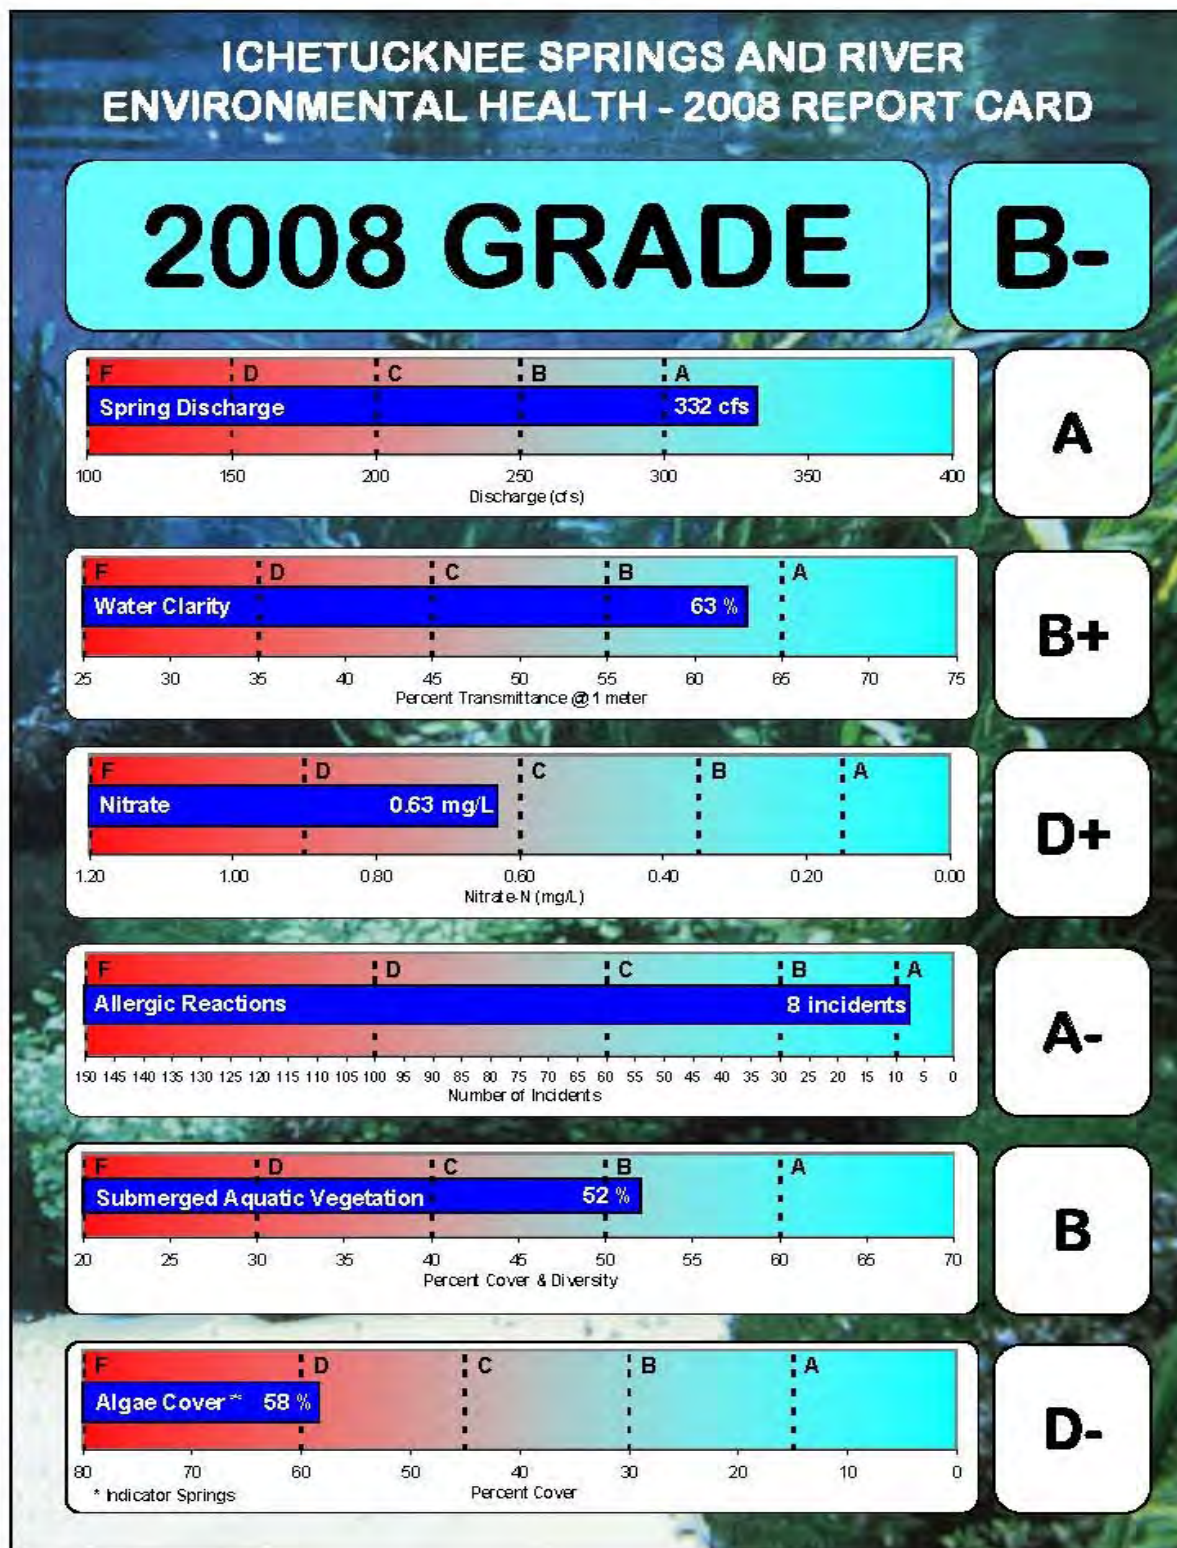 ICHETUCKNEE SPRINGS AND RIVER
ENVIRONMENTAL HEALTH - 2008 REPORT CARD
2008 GRADE B-
F D C B A
Spring Discharge 332 cfs
100 150 200 250 300 350 400
Discharge (cfs)
A
F D C B A
Water Clarity 63 %
25 30 35 40 45 50 55 60 65 70 75
Percent Transmittance @ 1 meter
B+
F D C B A
Nitrate 0.63 mg/L
1.20 1.00 0.80 0.60 0.40 0.20 0.00
Nitrate-N (mg/L)
D+
F D C B A
Allergic Reactions 8 incidents
150 145 140 135 130 125 120 115 110 105 100 95 90 85 80 75 70 65 60 55 50 45 40 35 30 25 20 15 10 5 0
Number of Incidents
A-
F D C B A
Submerged Aquatic Vegetation 52 %
20 25 30 35 40 45 50 55 60 65 70
Percent Cover & Diversity
B
F D C B A
Algae Cover * 58 %
80 70 60 50 40 30 20 10 0
* Indicator Springs Percent Cover
D-